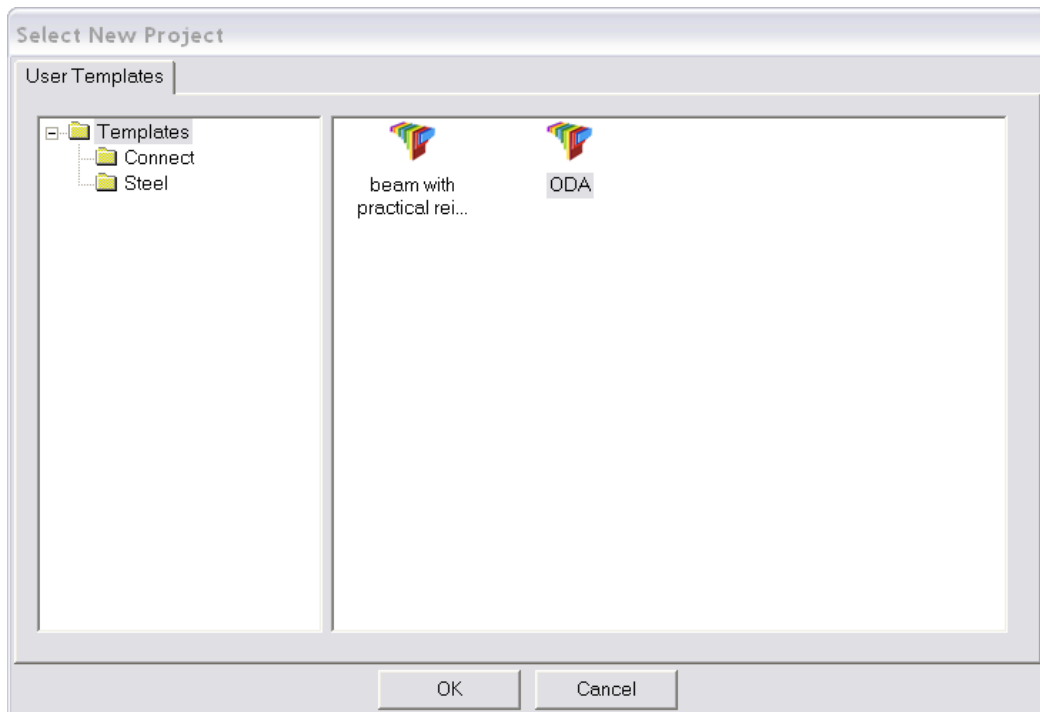 Select New Project
User Templates
Templates
Connect
Steel
beam with
practical rei...
ODA
OK
Cancel